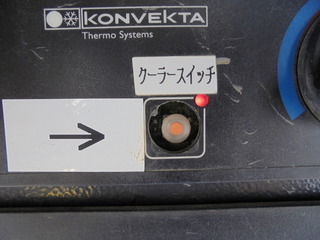 KONVEKTA
Thermo Systems
クーラースイッチ
→